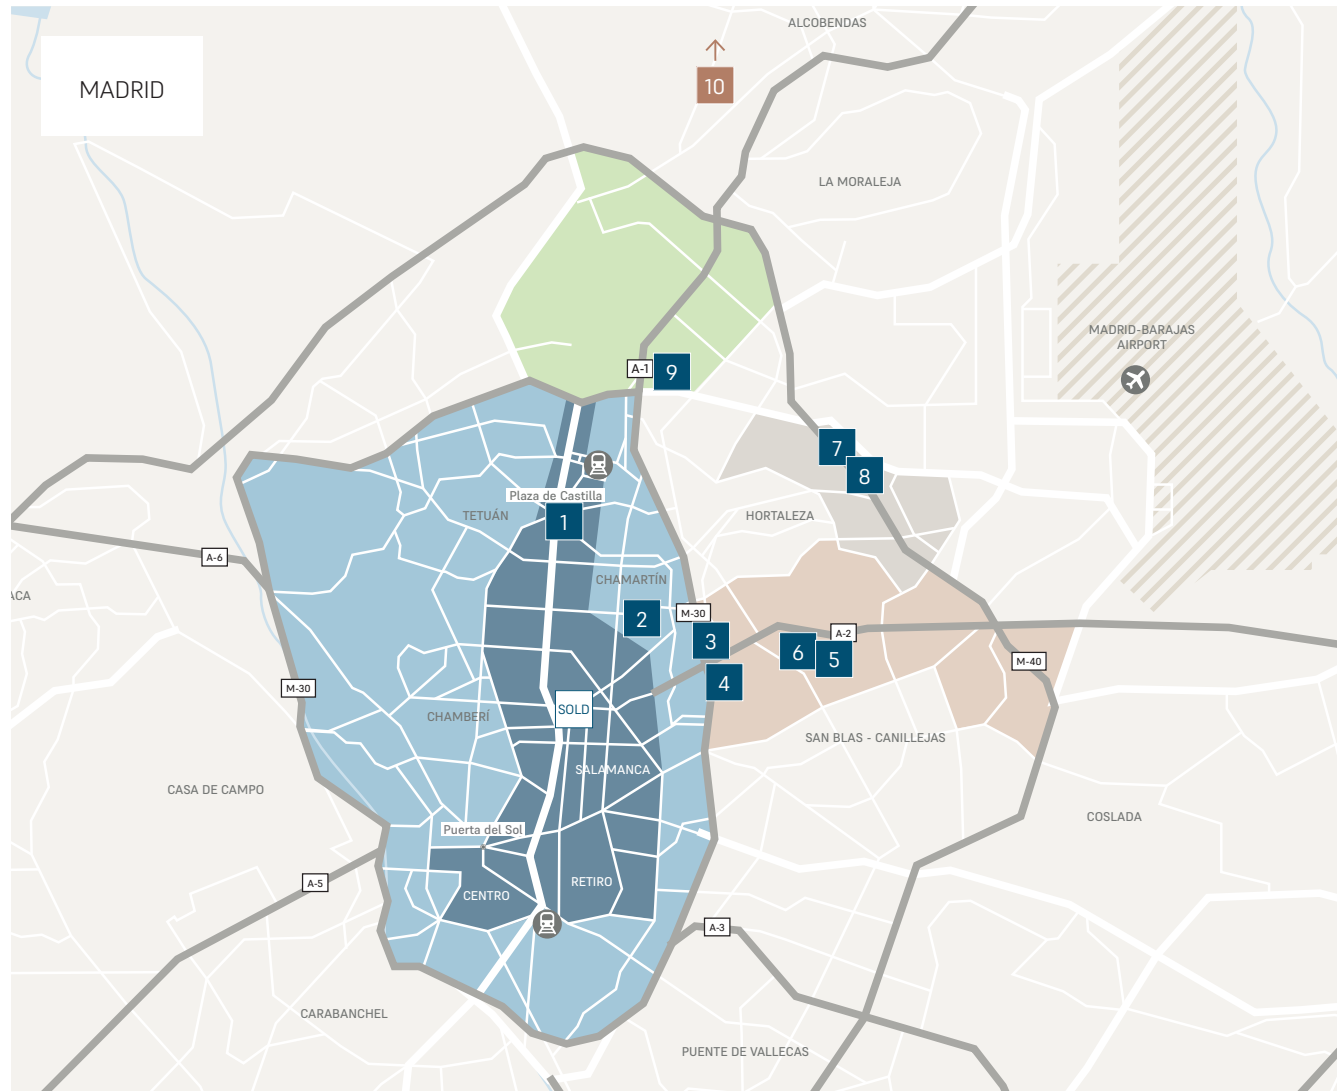 ALCOBENDAS
MADRID
10
LA MORALEJA
MADRID-BARAJAS
AIRPORT
A-1
9
7
8
Plaza de Castilla
TETUÁN
1
HORTALEZA
A-6
CHAMARTÍN
ACA
M-30
2
3
A-2
6
5
M-40
4
M-30
SOLD
CHAMBERÍ
SAN BLAS - CANILLEJAS
SALAMANCA
CASA DE CAMPO
COSLADA
Puerta del Sol
A-5
RETIRO
CENTRO
A-3
CARABANCHEL
PUENTE DE VALLECAS